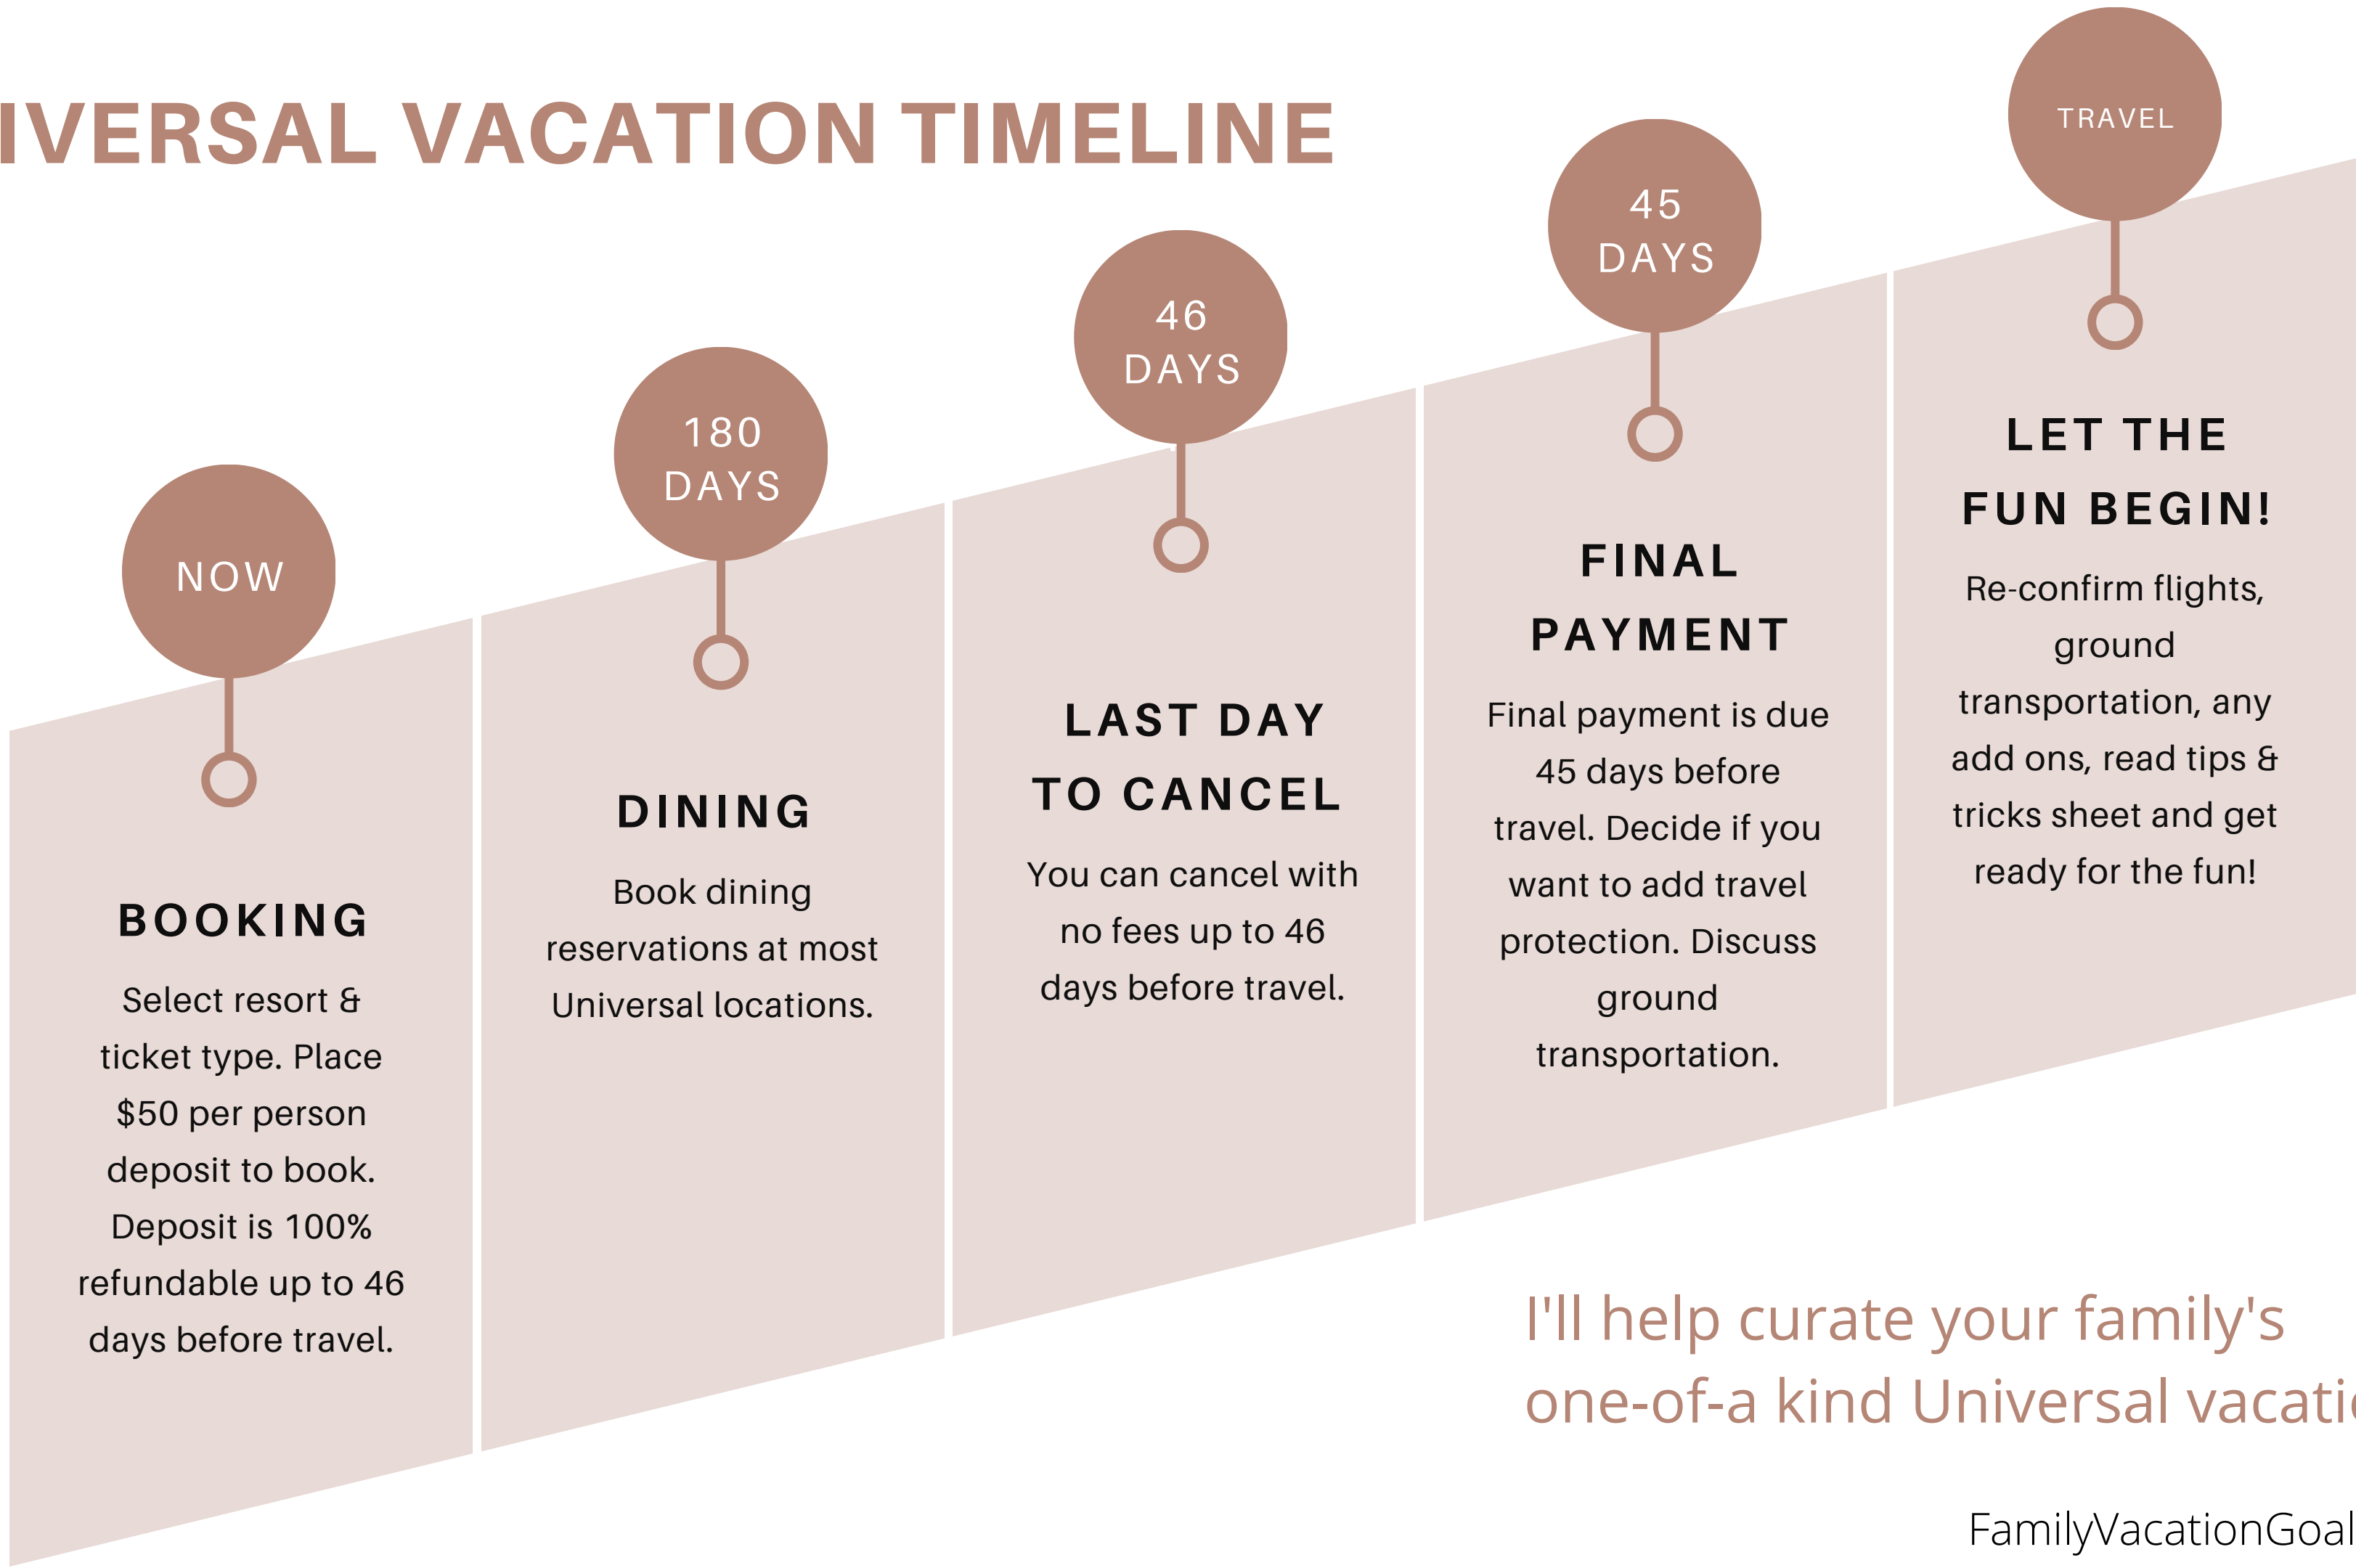 IVERSAL VACATION TIMELINE
NOW
BOOKING
Select resort &
ticket type. Place
$50 per person
deposit to book.
Deposit is 100%
refundable up to 46
days before travel.
180
DAYS
DINING
Book dining
reservations at most
Universal locations.
46
DAYS
LAST DAY
TO CANCEL
You can cancel with
no fees up to 46
days before travel.
45
DAYS
FINAL
PAYMENT
Final payment is due
45 days before
travel. Decide if you
want to add travel
protection. Discuss
ground
transportation.
TRAVEL
LET THE
FUN BEGIN!
Re-confirm flights,
ground
transportation, any
add ons, read tips &
tricks sheet and get
ready for the fun!
I'll help curate your family's
one-of-a kind Universal vacati
FamilyVacationGoal